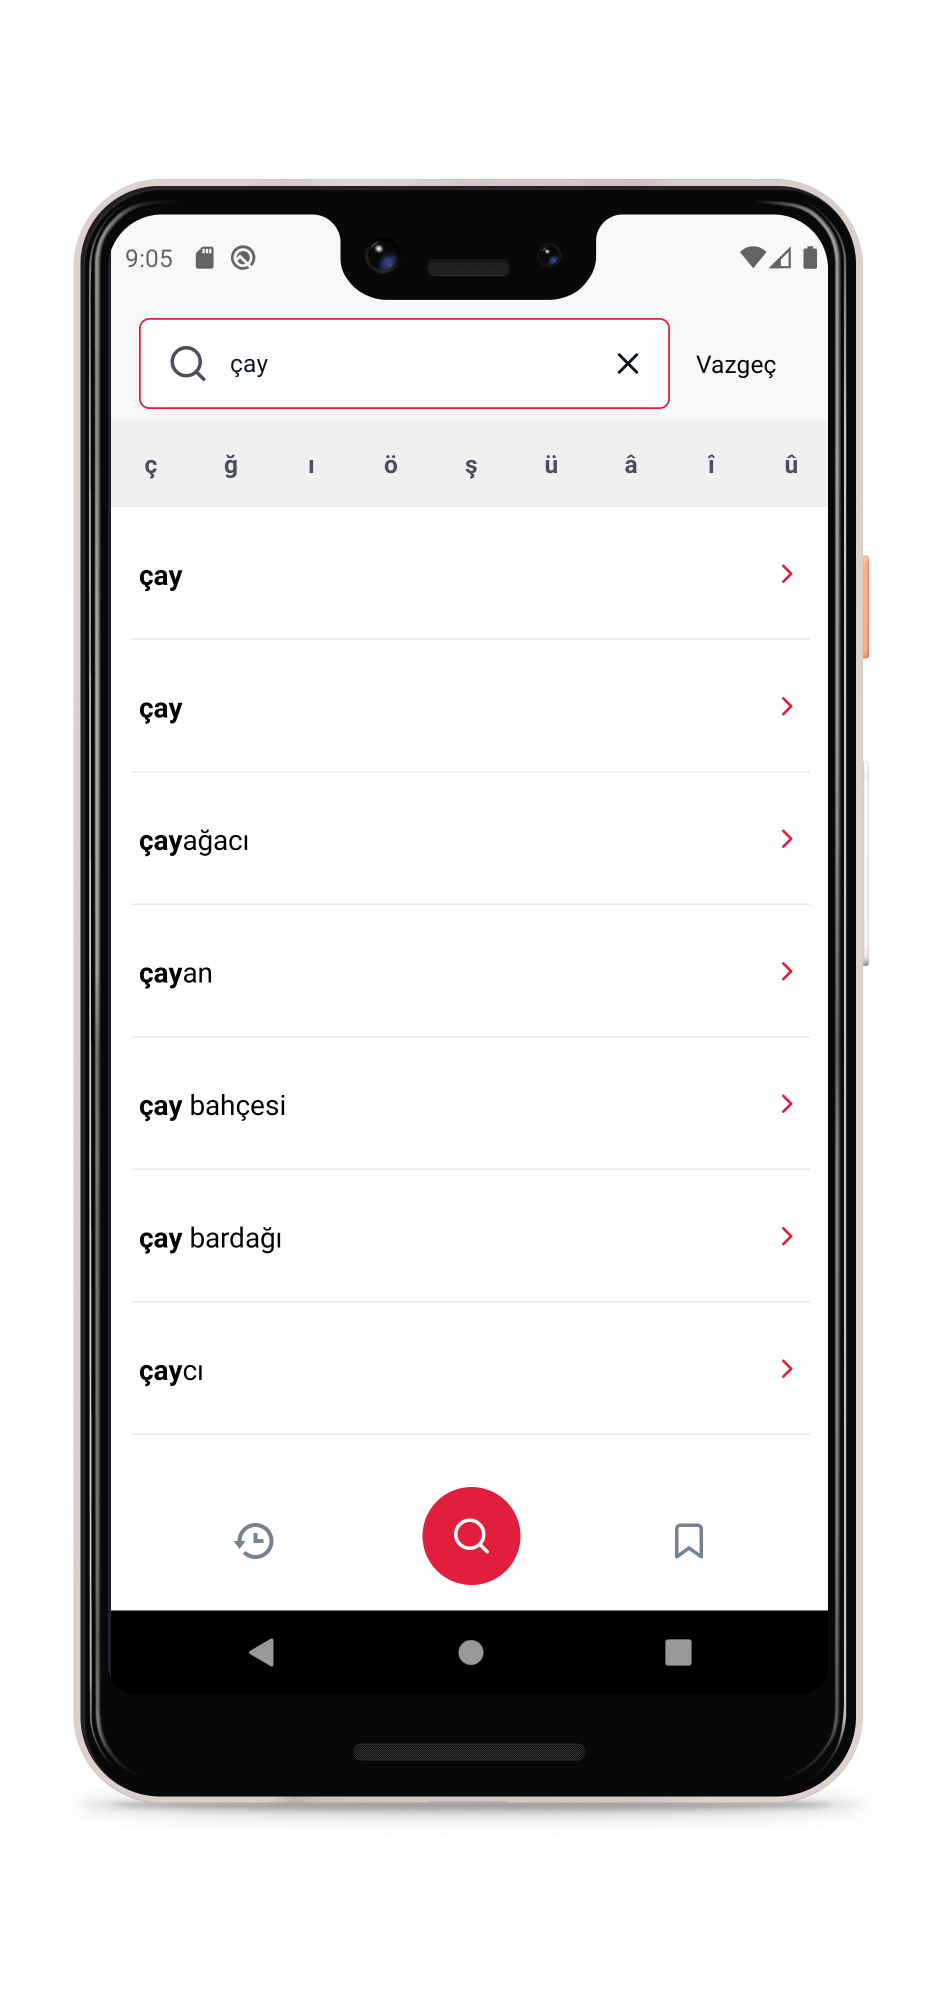 9:05
çay Vazgeç
ç ğ ı ö ş ü â î û
çay
çay
çayağacı
çayan
çay bahçesi
çay bardağı
çaycı